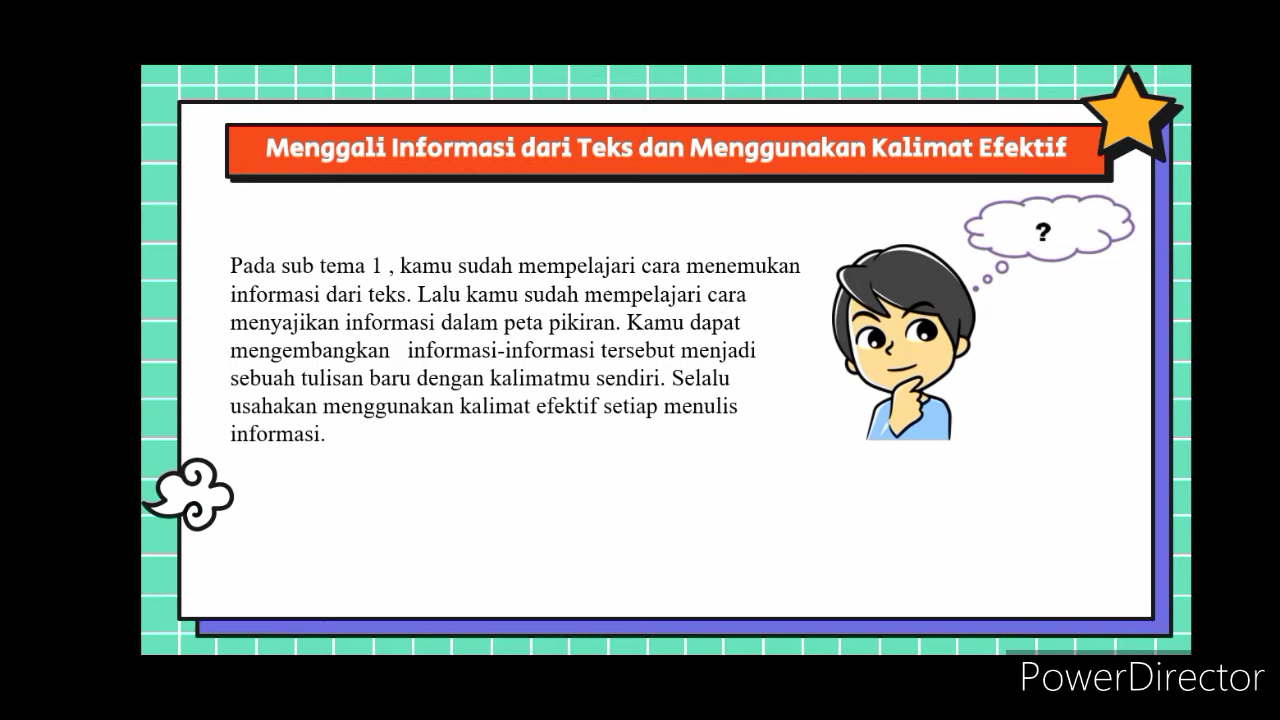 Menggali Informasi dari Teks dan Menggunakan Kalimat Efektif
?
Pada sub tema 1 , kamu sudah mempelajari cara menemukan
informasi dari teks. Lalu kamu sudah mempelajari cara
menyajikan informasi dalam peta pikiran. Kamu dapat
mengembangkan   informasi-informasi tersebut menjadi
sebuah tulisan baru dengan kalimatmu sendiri. Selalu
usahakan menggunakan kalimat efektif setiap menulis
informasi.
PowerDirector